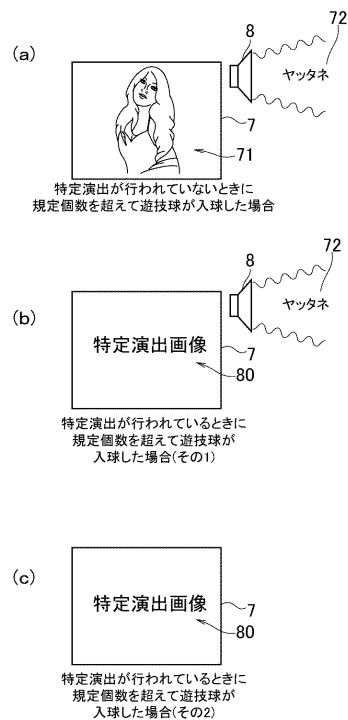 (a)
8
72
ヤッタネ
7
71
特定演出が行われていないときに
規定個数を超えて遊技球が入球した場合
(b)
8
72
ヤッタネ
特定演出画像
7
80
特定演出が行われているときに
規定個数を超えて遊技球が
入球した場合(その1)
(c)
特定演出画像
7
80
特定演出が行われているときに
規定個数を超えて遊技球が
入球した場合(その2)